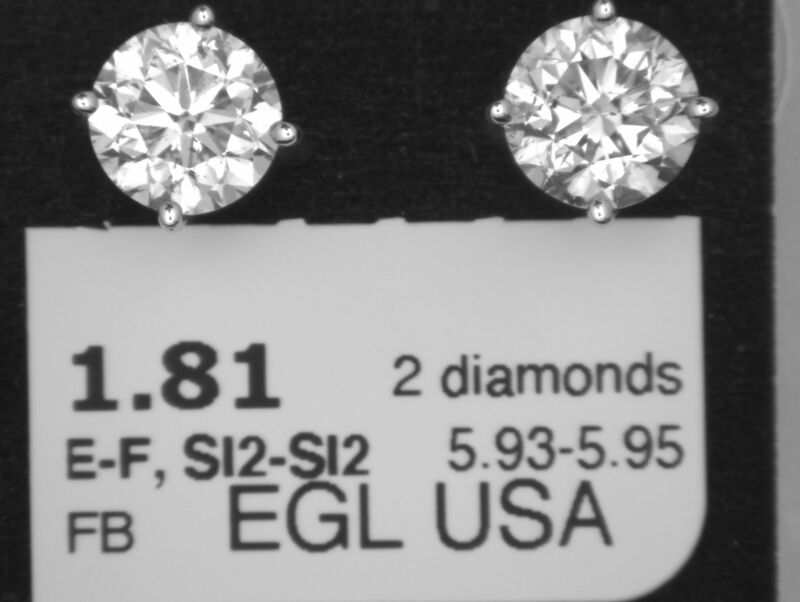 1.81 2 diamonds
E-F, SI2-SI2 5.93-5.95
FB EGL USA